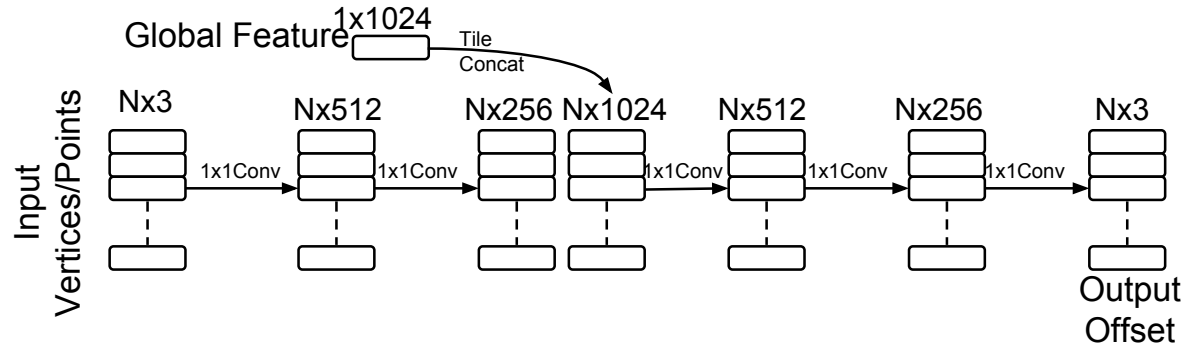 1x1024
Global Feature
Tile
Concat
Input
Vertices/Points
Nx3
Nx512
Nx256
Nx1024
Nx512
Nx256
Nx3
1x1Conv
1x1Conv
1x1Conv
1x1Conv
1x1Conv
Output
Offset